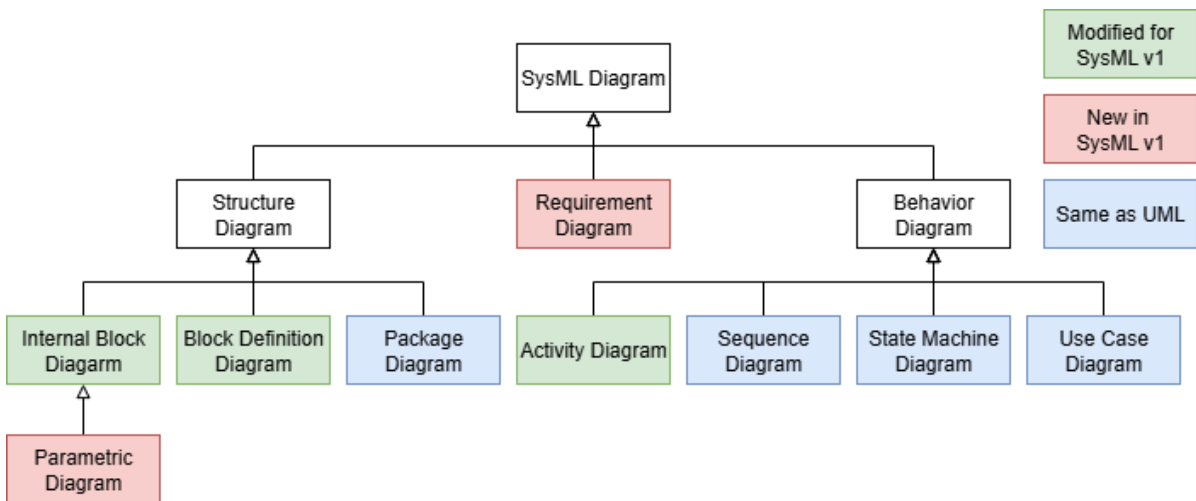 Modified for
SysML v1
SysML Diagram
New in
SysML v1
Structure
Diagram
Requirement
Diagram
Behavior
Diagram
Same as UML
Internal Block
Diagarm
Block Definition
Diagram
Package
Diagram
Activity Diagram
Sequence
Diagram
State Machine
Diagram
Use Case
Diagram
Parametric
Diagram